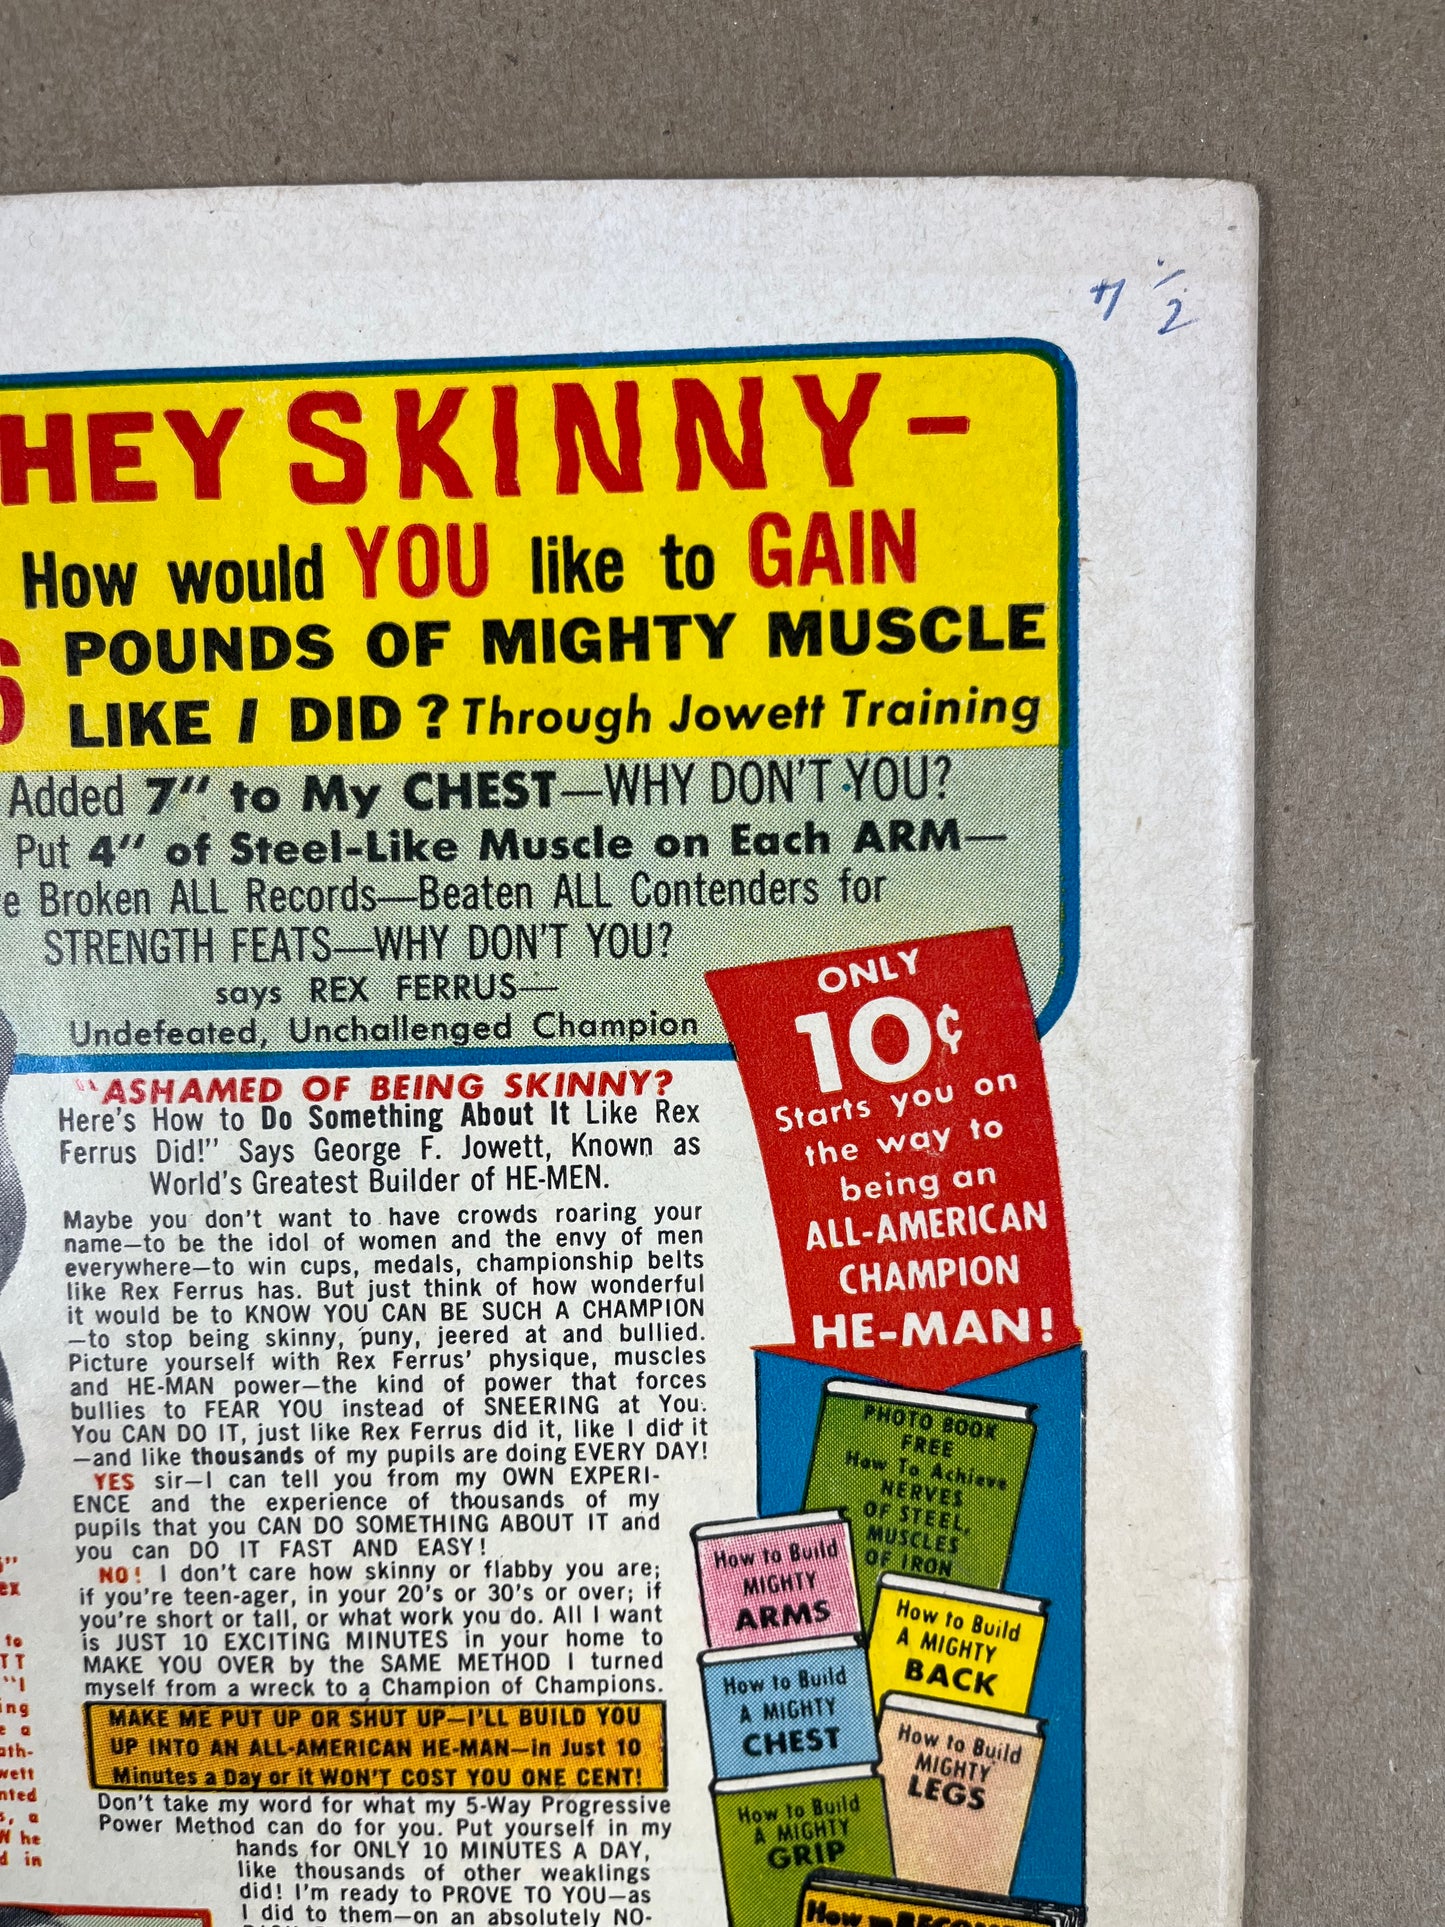 7 1/2
HEY SKINNY-
How would YOU like to GAIN
POUNDS OF MIGHTY MUSCLE
LIKE I DID? Through Jowett Training
Added 7" to My CHEST—WHY DON'T YOU?
Put 4" of Steel-Like Muscle on Each ARM—
e Broken ALL Records—Beaten ALL Contenders for
STRENGTH FEATS—WHY DON'T YOU?
says REX FERRUS—
Undefeated, Unchallenged Champion
ONLY
10¢
Starts you on
the way to
being an
ALL-AMERICAN
CHAMPION
HE-MAN!
"ASHAMED OF BEING SKINNY?
Here's How to Do Something About It Like Rex
Ferrus Did!" Says George F. Jowett, Known as
World's Greatest Builder of HE-MEN.
Maybe you don't want to have crowds roaring your
name—to be the idol of women and the envy of men
everywhere—to win cups, medals, championship belts
like Rex Ferrus has. But just think of how wonderful
it would be to KNOW YOU CAN BE SUCH A CHAMPION
—to stop being skinny, puny, jeered at and bullied.
Picture yourself with Rex Ferrus' physique, muscles
and HE-MAN power—the kind of power that forces
bullies to FEAR YOU instead of SNEERING at You.
You CAN DO IT, just like Rex Ferrus did it, like I did it
—and like thousands of my pupils are doing EVERY DAY!
YES sir—I can tell you from my OWN EXPERI-
ENCE and the experience of thousands of my
pupils that you CAN DO SOMETHING ABOUT IT and
you can DO IT FAST AND EASY!
NO! I don't care how skinny or flabby you are;
if you're teen-ager, in your 20's or 30's or over; if
you're short or tall, or what work you do. All I want
is JUST 10 EXCITING MINUTES in your home to
MAKE YOU OVER by the SAME METHOD I turned
myself from a wreck to a Champion of Champions.
MAKE ME PUT UP OR SHUT UP—I'LL BUILD YOU
UP INTO AN ALL-AMERICAN HE-MAN—in Just 10
Minutes a Day or it WON'T COST YOU ONE CENT!
Don't take my word for what my 5-Way Progressive
Power Method can do for you. Put yourself in my
hands for ONLY 10 MINUTES A DAY,
like thousands of other weaklings
did! I'm ready to PROVE TO YOU—as
I did to them—on an absolutely NO-
PHOTO BOOK
FREE
How To Achieve
NERVES
OF STEEL,
MUSCLES
OF IRON
How to Build
MIGHTY
ARMS
How to Build
A MIGHTY
BACK
How to Build
A MIGHTY
CHEST
How to Build
MIGHTY
LEGS
How to Build
A MIGHTY
GRIP
How to BECOME
ex
to
TT
"I
ing
e a
ath-
wett
nted
s, a
N he
d in